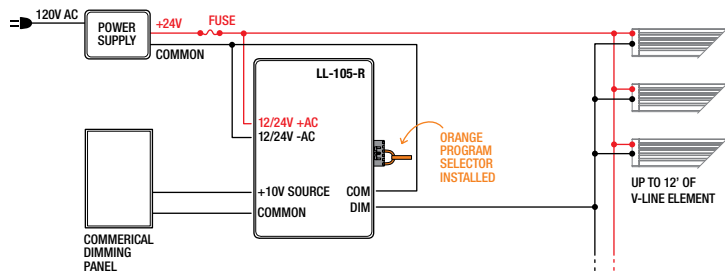 120V AC
POWER
SUPPLY
+24V
FUSE
COMMON
LL-105-R
12/24V +AC
12/24V -AC
ORANGE
PROGRAM
SELECTOR
INSTALLED
+10V SOURCE
COM
DIM
COMMON
UP TO 12' OF
V-LINE ELEMENT
COMMERICAL
DIMMING
PANEL